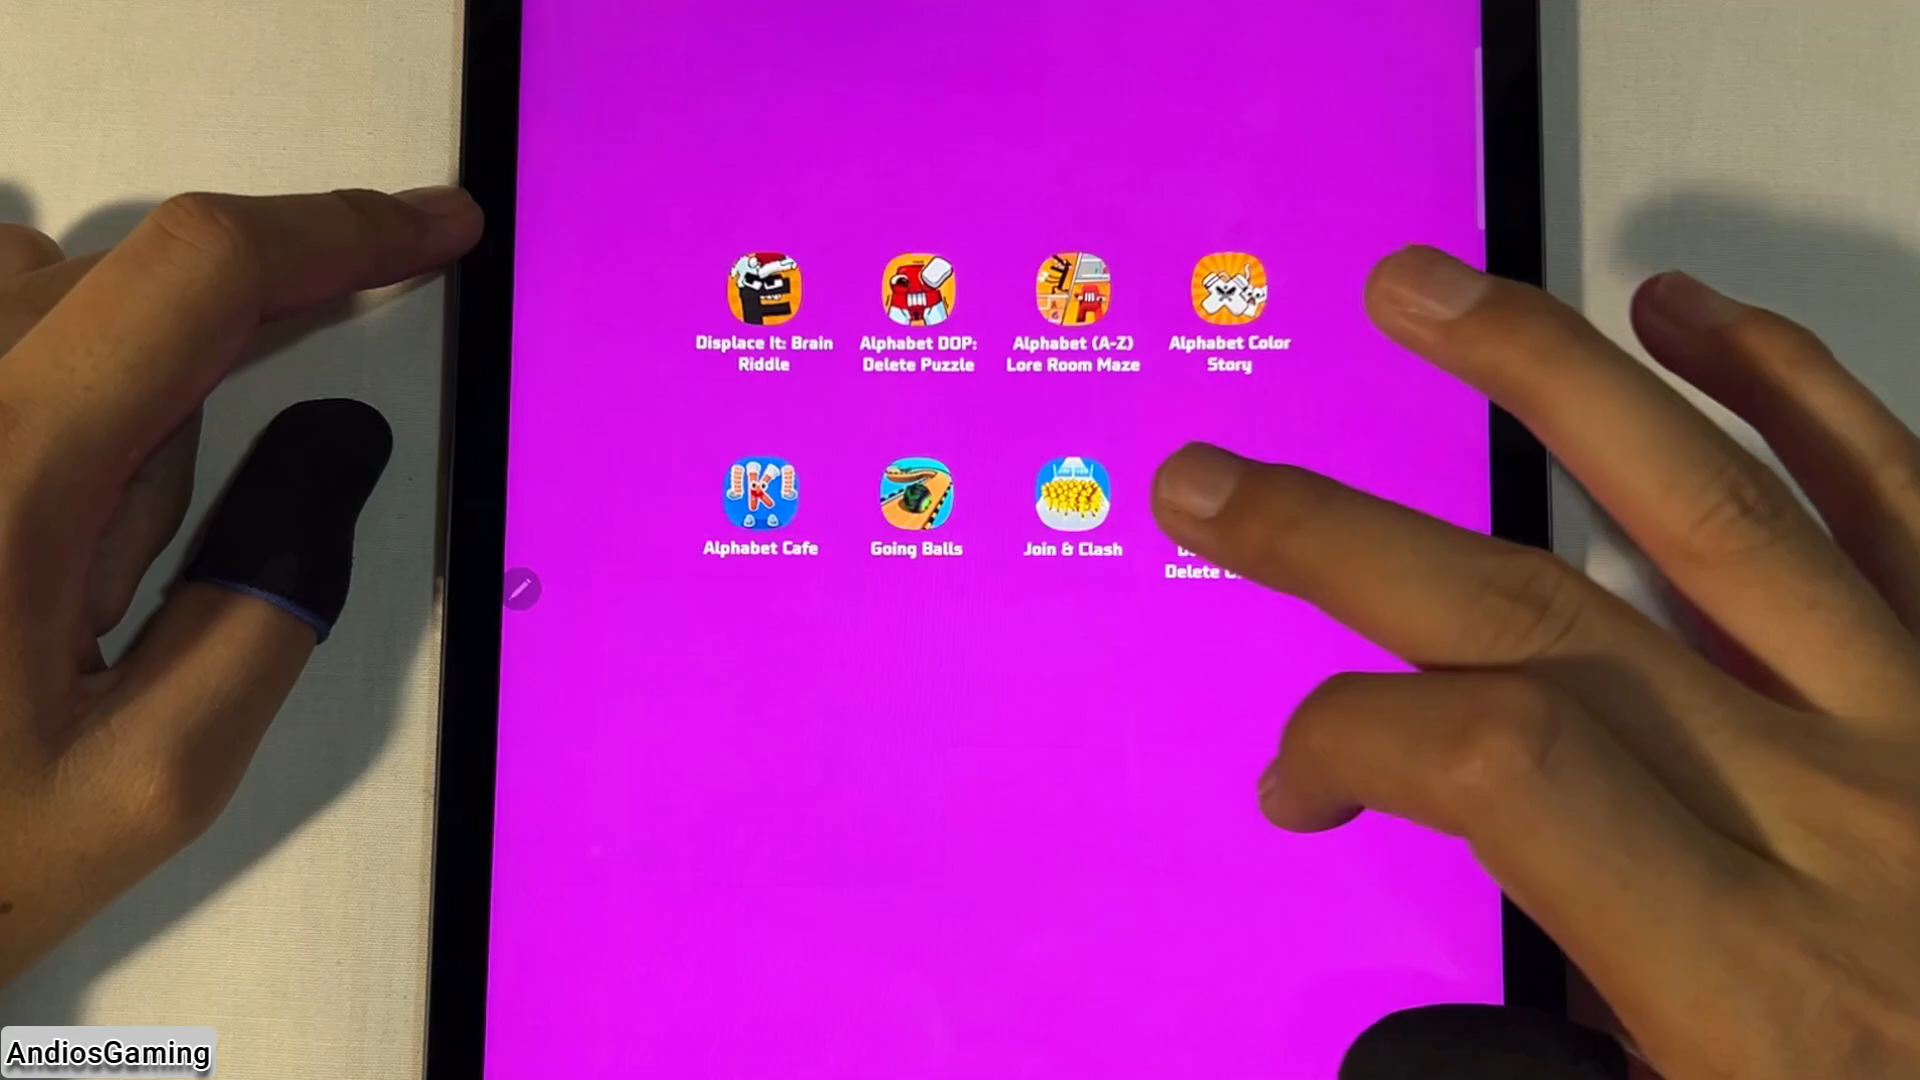 Displace It: Brain
Riddle
Alphabet DOP:
Delete Puzzle
Alphabet (A-Z)
Lore Room Maze
Alphabet Color
Story
Alphabet Cafe
Going Balls
Join & Clash
Delete
AndiosGaming